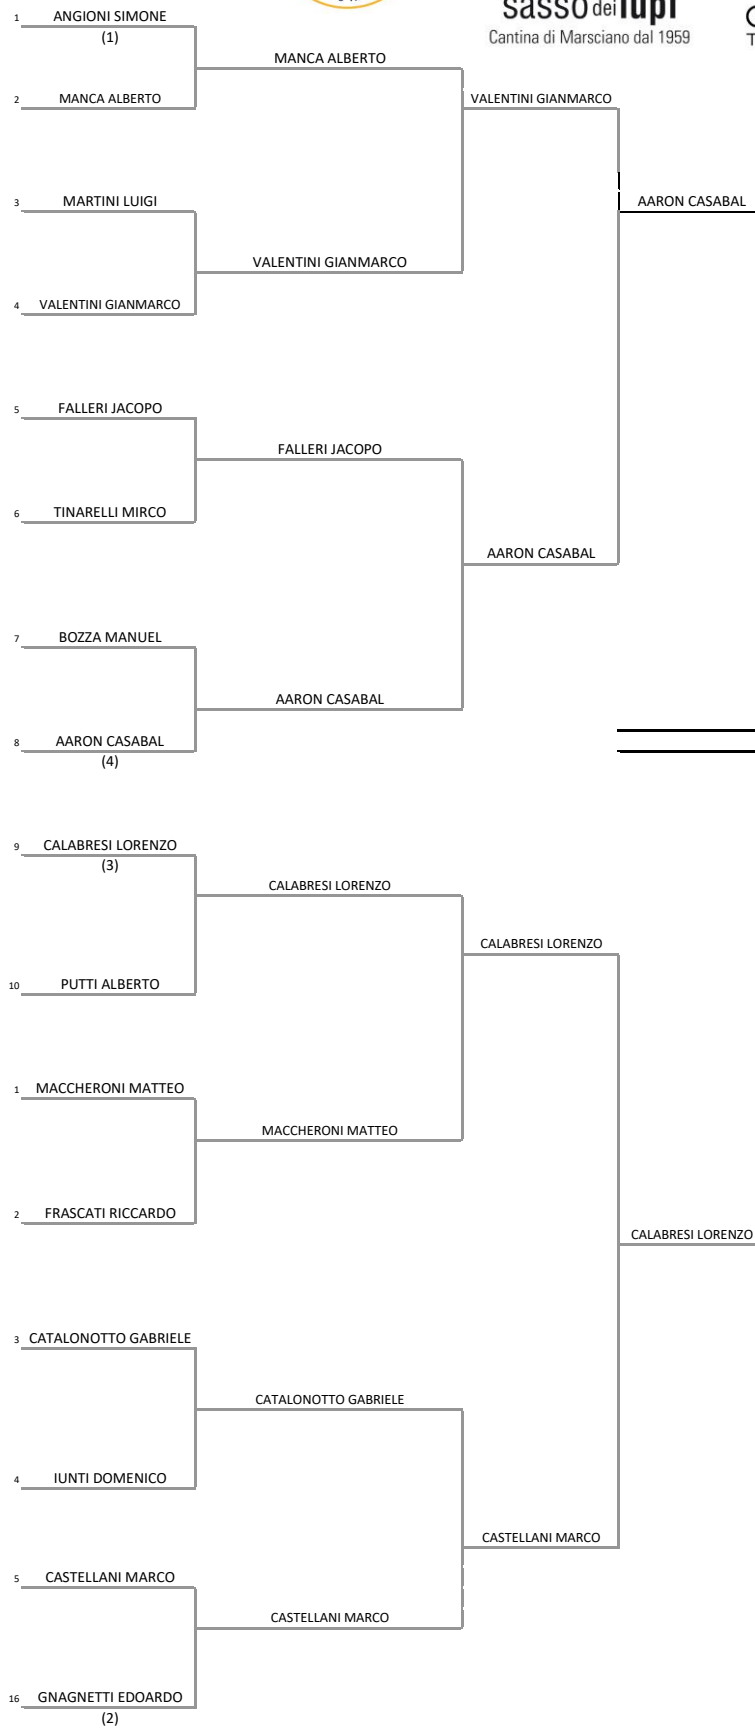 sasso dei lupi
Cantina di Marsciano dal 1959
1 ANGIONI SIMONE
(1)
MANCA ALBERTO
2 MANCA ALBERTO
VALENTINI GIANMARCO
3 MARTINI LUIGI
AARON CASABAL
VALENTINI GIANMARCO
4 VALENTINI GIANMARCO
5 FALLERI JACOPO
FALLERI JACOPO
6 TINARELLI MIRCO
AARON CASABAL
7 BOZZA MANUEL
AARON CASABAL
8 AARON CASABAL
(4)
9 CALABRESI LORENZO
(3)
CALABRESI LORENZO
CALABRESI LORENZO
10 PUTTI ALBERTO
1 MACCHERONI MATTEO
MACCHERONI MATTEO
2 FRASCATI RICCARDO
CALABRESI LORENZO
3 CATALONOTTO GABRIELE
CATALONOTTO GABRIELE
4 IUNTI DOMENICO
CASTELLANI MARCO
5 CASTELLANI MARCO
CASTELLANI MARCO
16 GNAGNETTI EDOARDO
(2)